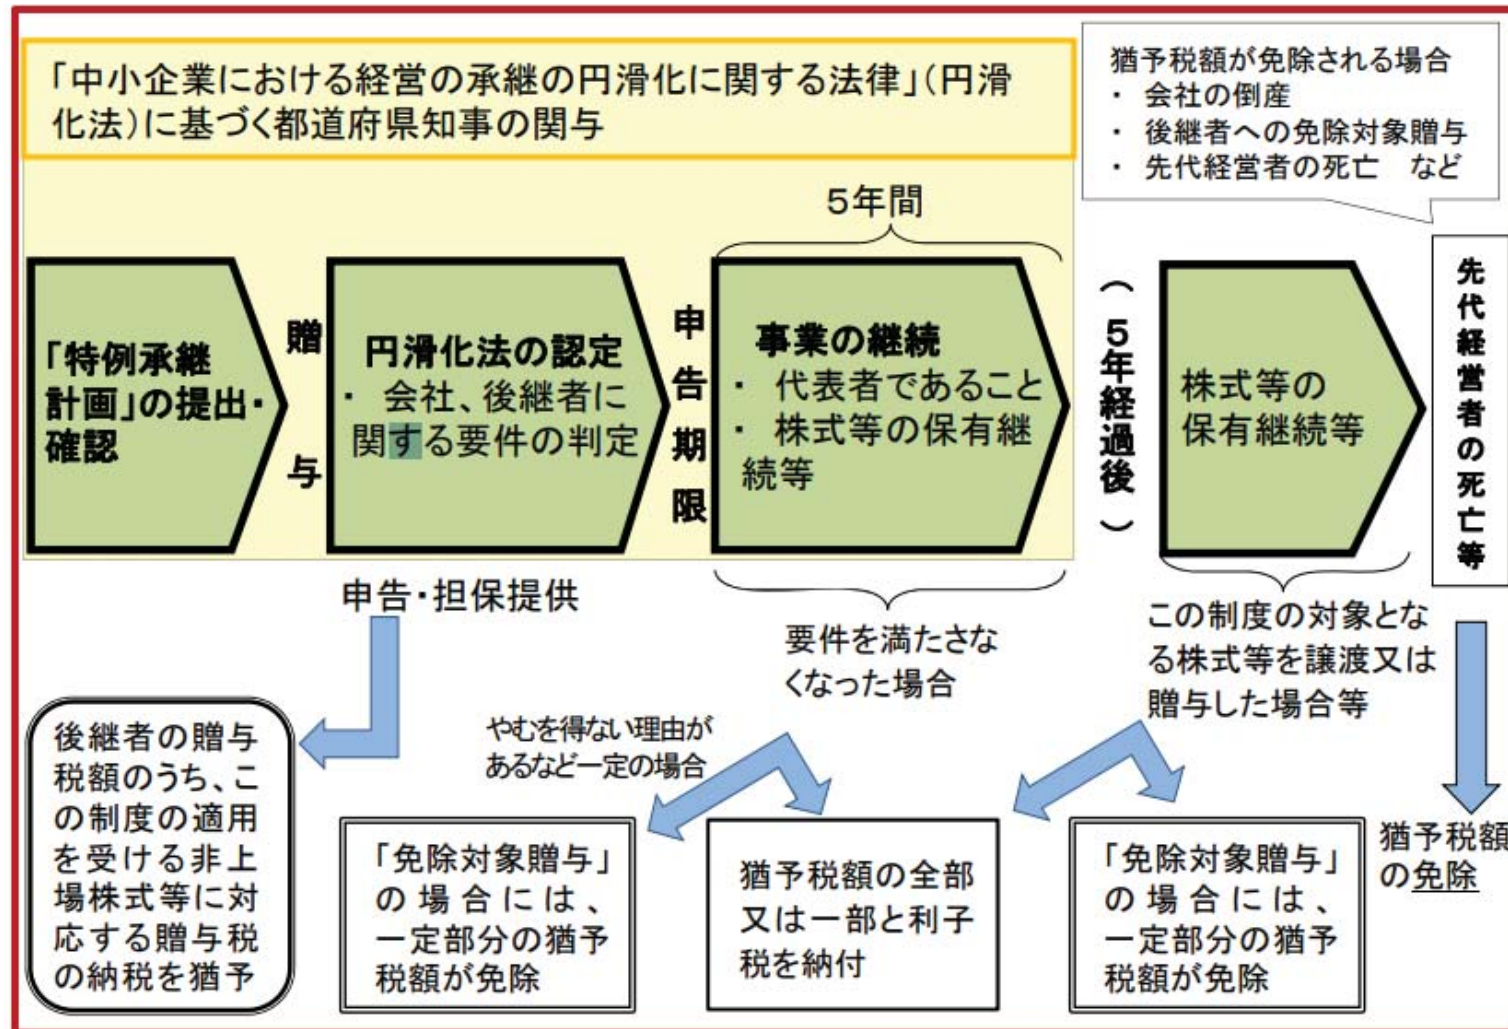 「中小企業における経営の承継の円滑化に関する法律」(円滑
化法)に基づく都道府県知事の関与
猶予税額が免除される場合
・ 会社の倒産
・ 後継者への免除対象贈与
・ 先代経営者の死亡 など
5年間
「特例承継
計画」の提出・
確認
贈与
円滑化法の認定
・ 会社、後継者に
関する要件の判定
申告期限
事業の継続
・ 代表者であること
・ 株式等の保有継
続等
(5年経過後)
株式等の
保有継続等
先代経営者の死亡等
申告・担保提供
要件を満たさな
くなった場合
この制度の対象とな
る株式等を譲渡又は
贈与した場合等
やむを得ない理由が
あるなど一定の場合
後継者の贈与
税額のうち、こ
の制度の適用
を受ける非上
場株式等に対
応する贈与税
の納税を猶予
「免除対象贈与」
の場合には、
一定部分の猶予
税額が免除
猶予税額の全部
又は一部と利子
税を納付
「免除対象贈与」
の場合には、
一定部分の猶予
税額が免除
猶予税額
の免除